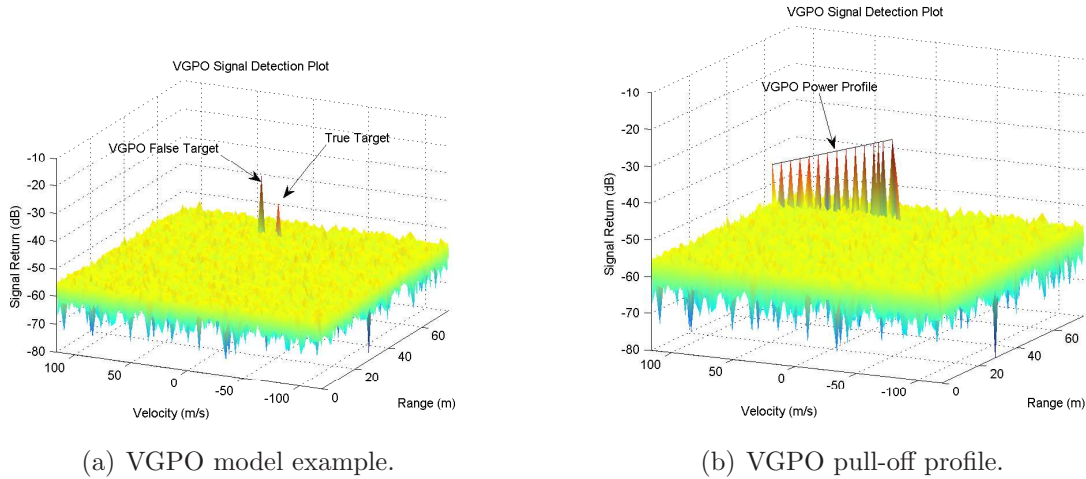 VGPO Signal Detection Plot
VGPO False Target
True Target
-10
-20
-30
-40
-50
-60
-70
-80
Signal Return (dB)
100
50
0
-50
-100
Velocity (m/s)
0
20
40
60
Range (m)
(a) VGPO model example.
VGPO Signal Detection Plot
VGPO Power Profile
-10
-20
-30
-40
-50
-60
-70
-80
Signal Return (dB)
100
50
0
-50
-100
Velocity (m/s)
0
20
40
60
Range (m)
(b) VGPO pull-off profile.